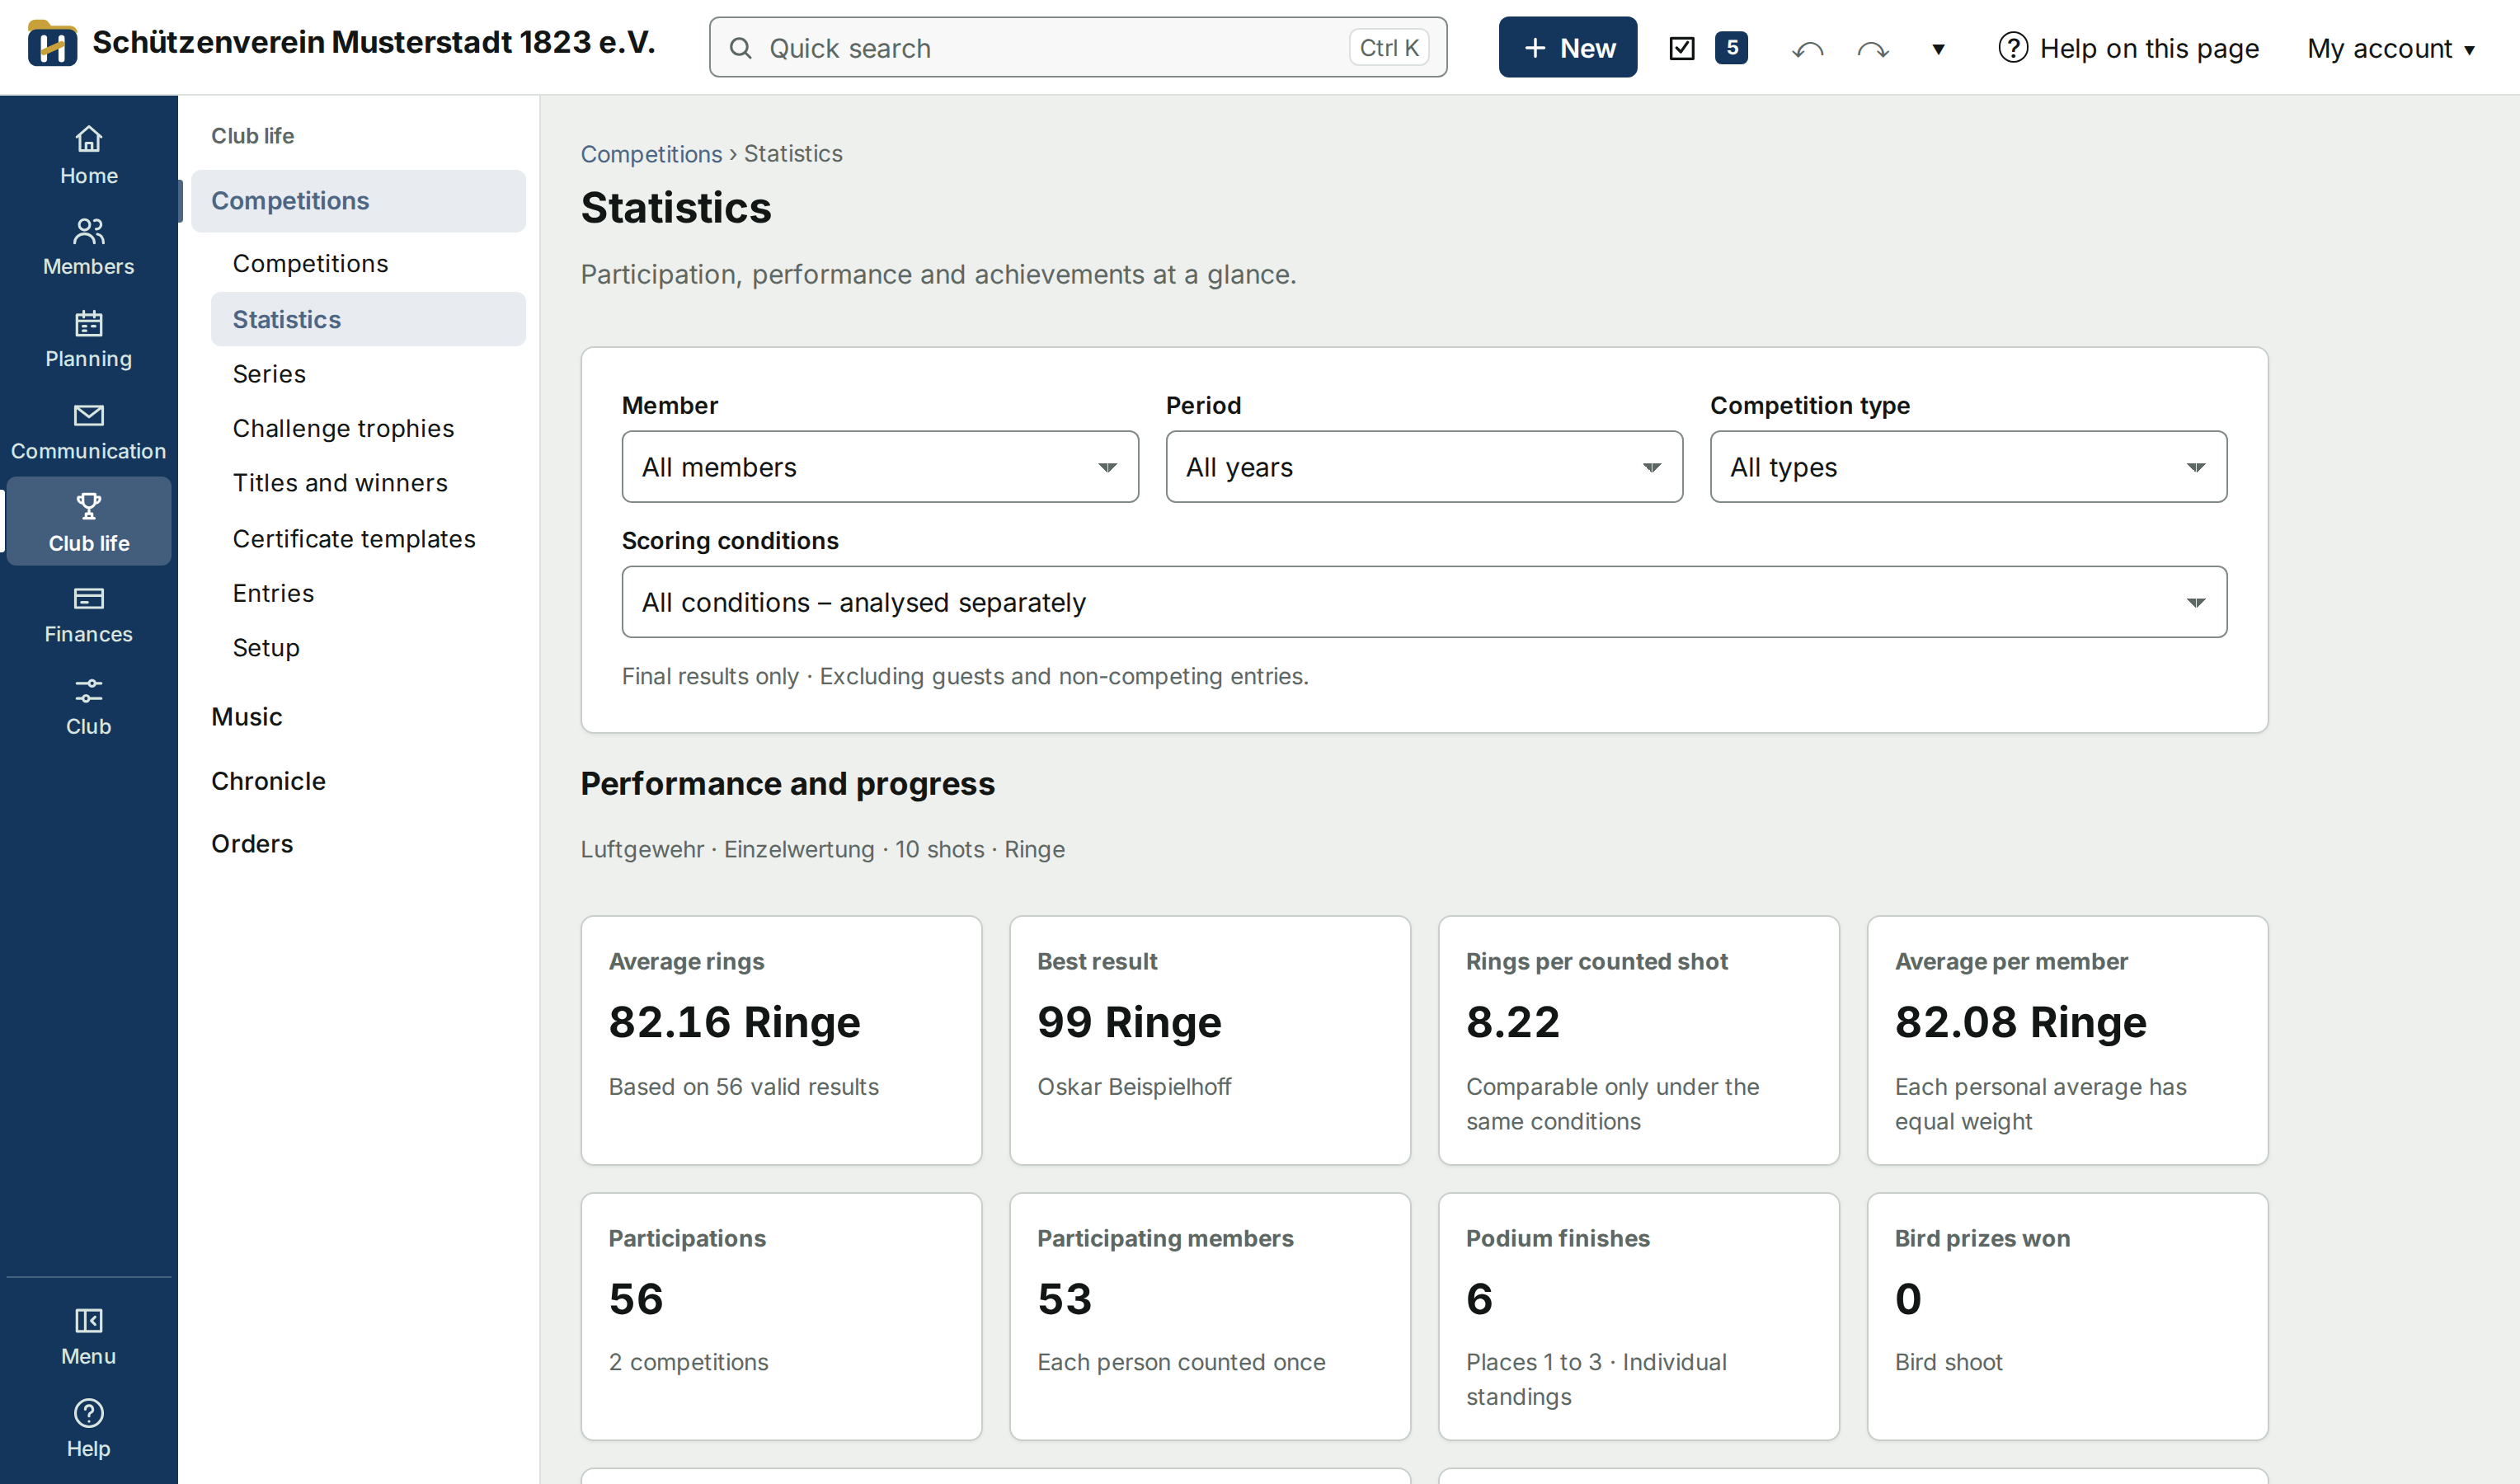 Schützenverein Musterstadt 1823 e.V.
Quick search
Ctrl K
New
5
Help on this page
My account
Home
Members
Planning
Communication
Club life
Finances
Club
Menu
Help
Club life
Competitions
Competitions
Statistics
Series
Challenge trophies
Titles and winners
Certificate templates
Entries
Setup
Music
Chronicle
Orders
Competitions › Statistics
Statistics
Participation, performance and achievements at a glance.
Member
All members
Period
All years
Competition type
All types
Scoring conditions
All conditions – analysed separately
Final results only · Excluding guests and non-competing entries.
Performance and progress
Luftgewehr · Einzelwertung · 10 shots · Ringe
Average rings
82.16 Ringe
Based on 56 valid results
Best result
99 Ringe
Oskar Beispielhoff
Rings per counted shot
8.22
Comparable only under the
same conditions
Average per member
82.08 Ringe
Each personal average has
equal weight
Participations
56
2 competitions
Participating members
53
Each person counted once
Podium finishes
6
Places 1 to 3 · Individual
standings
Bird prizes won
0
Bird shoot